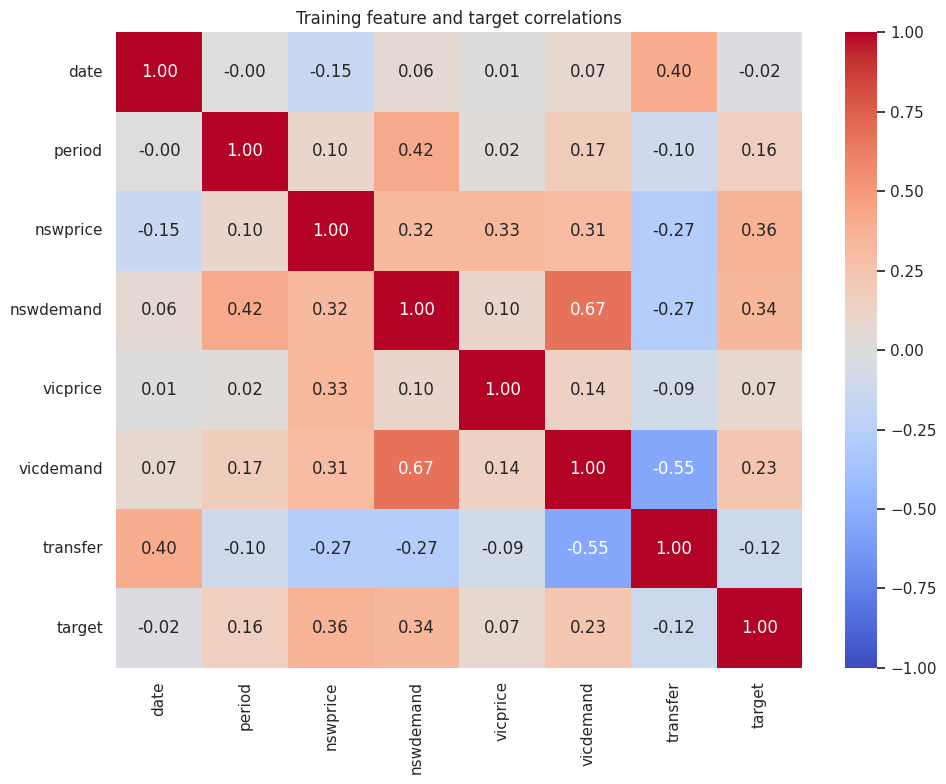 Training feature and target correlations
date 1.00 -0.00 -0.15 0.06 0.01 0.07 0.40 -0.02
period -0.00 1.00 0.10 0.42 0.02 0.17 -0.10 0.16
nswprice -0.15 0.10 1.00 0.32 0.33 0.31 -0.27 0.36
nswdemand 0.06 0.42 0.32 1.00 0.10 0.67 -0.27 0.34
vicprice 0.01 0.02 0.33 0.10 1.00 0.14 -0.09 0.07
vicdemand 0.07 0.17 0.31 0.67 0.14 1.00 -0.55 0.23
transfer 0.40 -0.10 -0.27 -0.27 -0.09 -0.55 1.00 -0.12
target -0.02 0.16 0.36 0.34 0.07 0.23 -0.12 1.00
date period nswprice nswdemand vicprice vicdemand transfer target
1.00
0.75
0.50
0.25
0.00
−0.25
−0.50
−0.75
−1.00